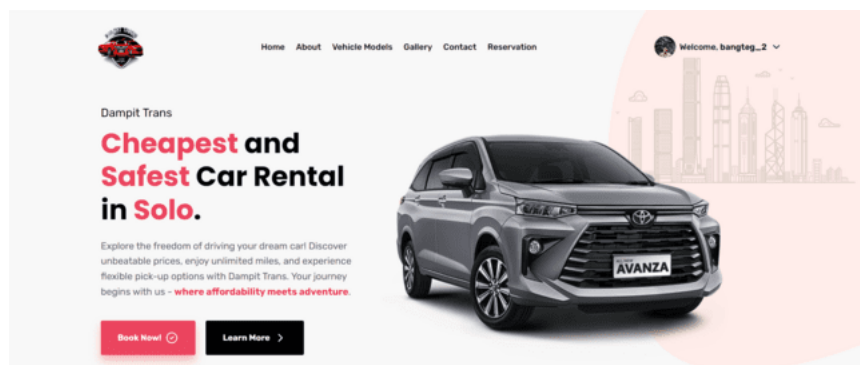 Home About Vehicle Models Gallery Contact Reservation
Welcome, bangteg_2
Dampit Trans
Cheapest and
Safest Car Rental
in Solo.
Explore the freedom of driving your dream car! Discover
unbeatable prices, enjoy unlimited miles, and experience
flexible pick-up options with Dampit Trans. Your journey
begins with us - where affordability meets adventure.
Book Now!
Learn More
AVANZA